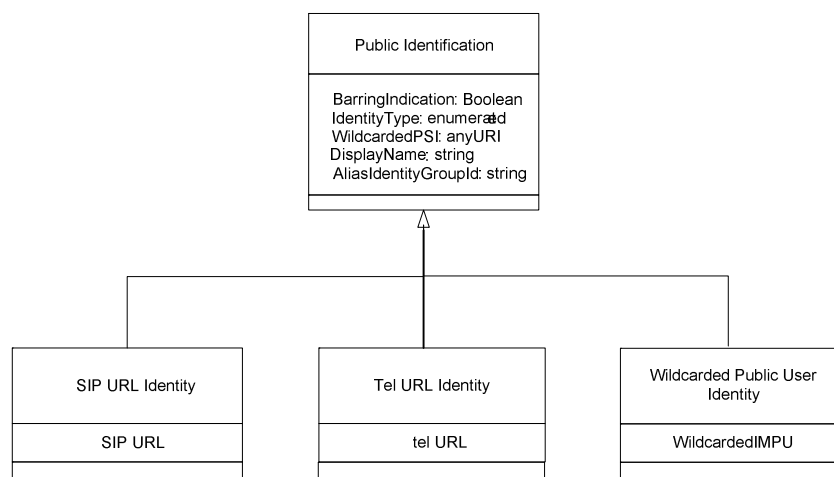 Public Identification
BarringIndication: Boolean
IdentityType: enumerated
WildcardedPSI: anyURI
DisplayName: string
AliasIdentityGroupId: string
SIP URL Identity
Tel URL Identity
Wildcarded Public User
Identity
SIP URL
tel URL
WildcardedIMPU